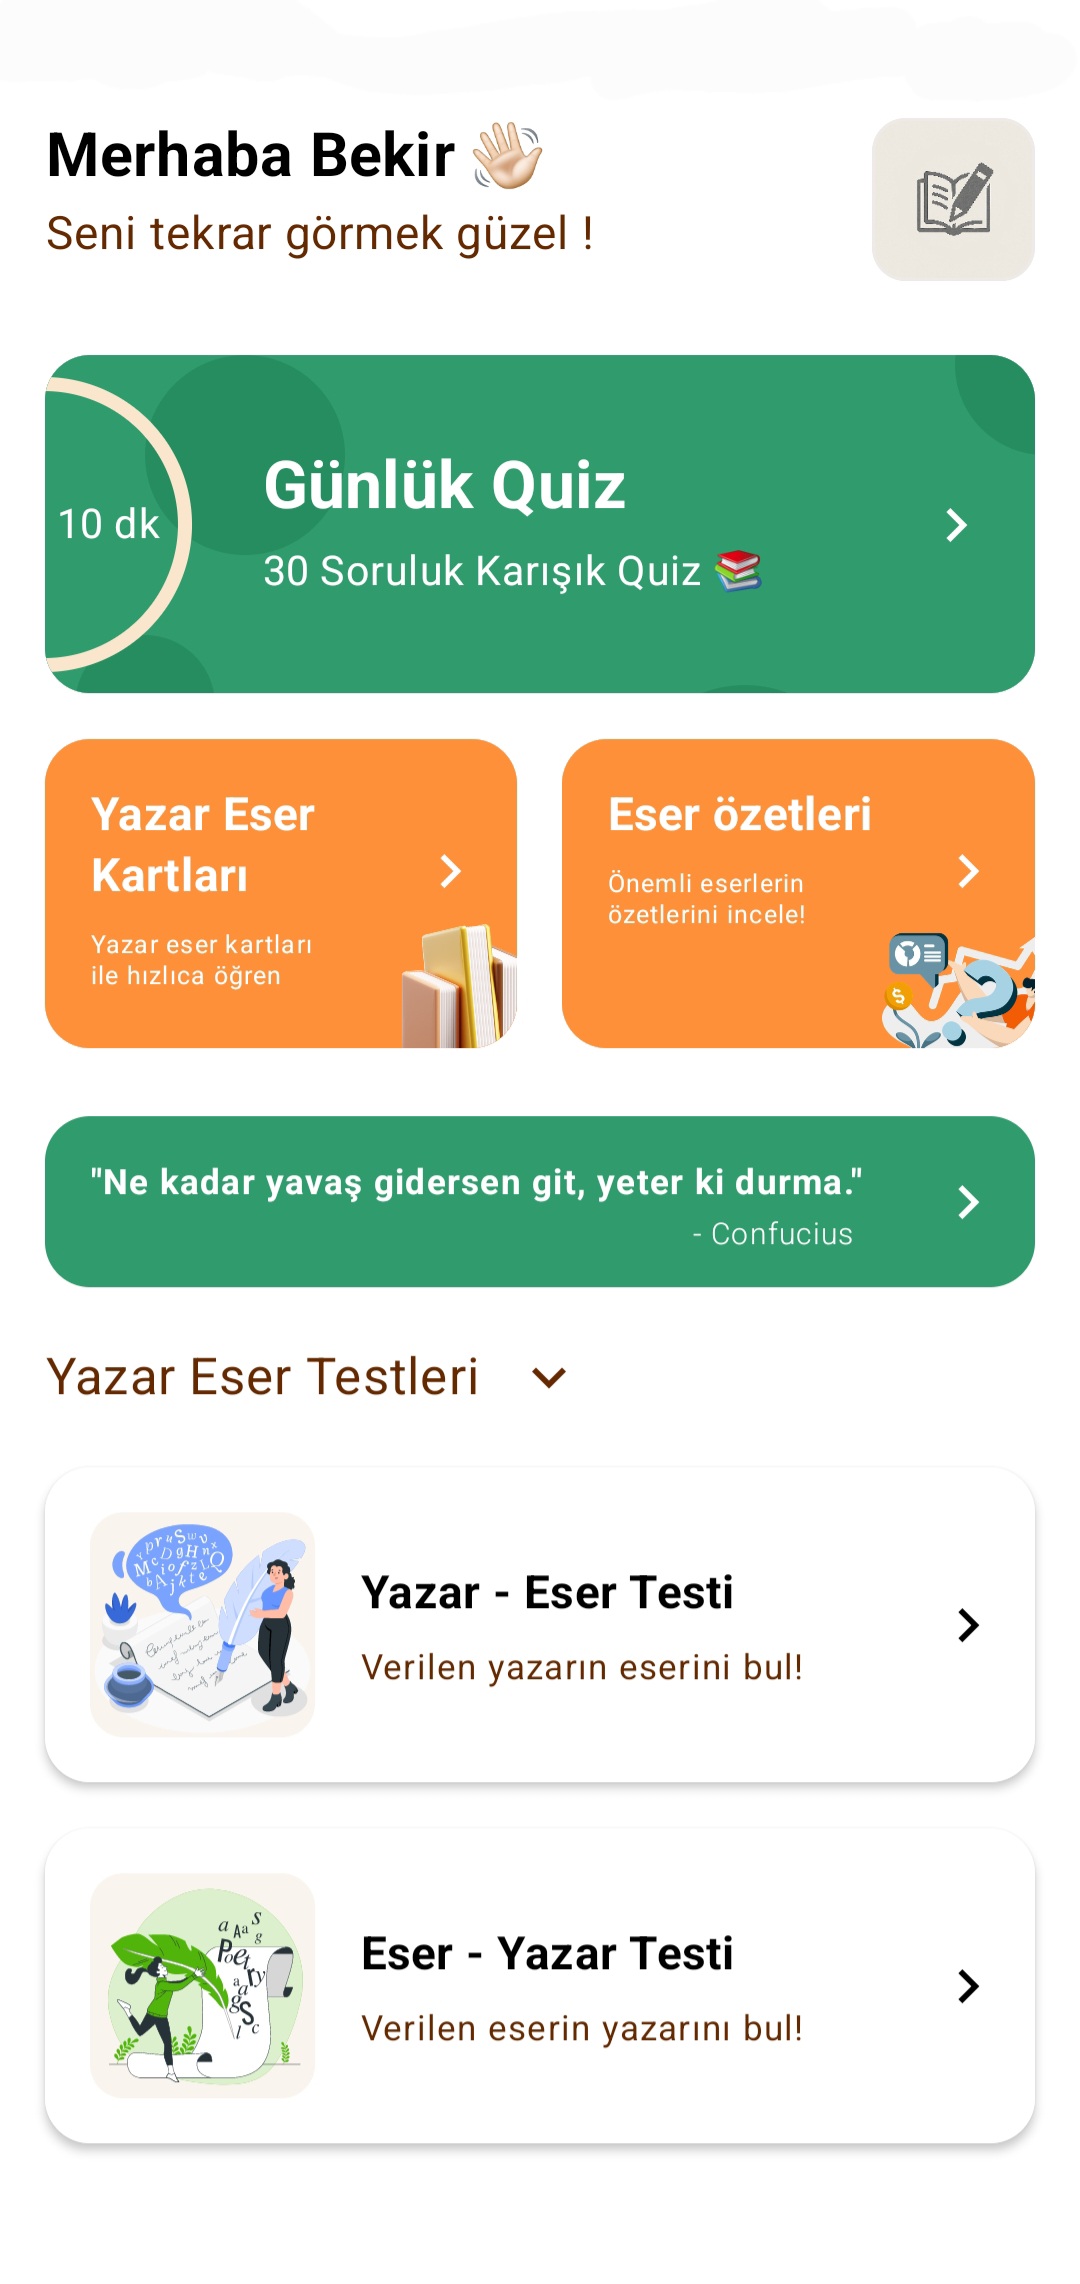 Merhaba Bekir 👋🏻
Seni tekrar görmek güzel !
10 dk
Günlük Quiz
30 Soruluk Karışık Quiz 📚
Yazar Eser
Kartları
Yazar eser kartları
ile hızlıca öğren
Eser özetleri
Önemli eserlerin
özetlerini incele!
"Ne kadar yavaş gidersen git, yeter ki durma."
- Confucius
Yazar Eser Testleri
Yazar - Eser Testi
Verilen yazarın eserini bul!
Poetry
Eser - Yazar Testi
Verilen eserin yazarını bul!